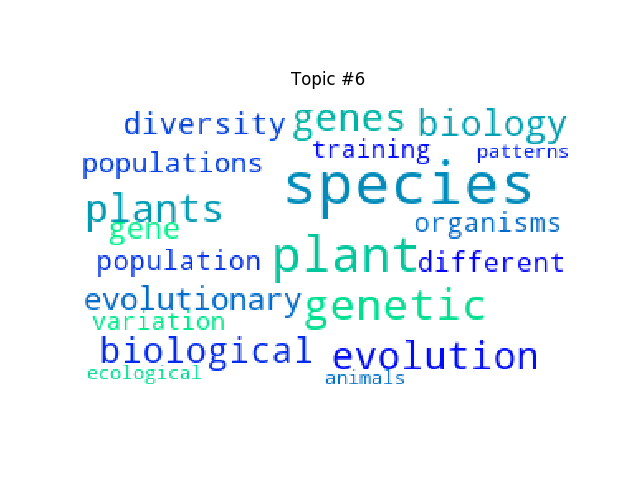 Topic #6
diversity genes biology
training patterns
populations
species
plants
organisms
gene
plant
population different
evolutionary genetic
variation
biological evolution
ecological animals